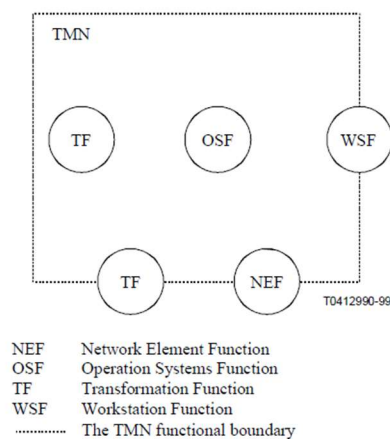 TMN
TF OSF WSF
TF NEF
T0412990-99
NEF Network Element Function
OSF Operation Systems Function
TF Transformation Function
WSF Workstation Function
The TMN functional boundary